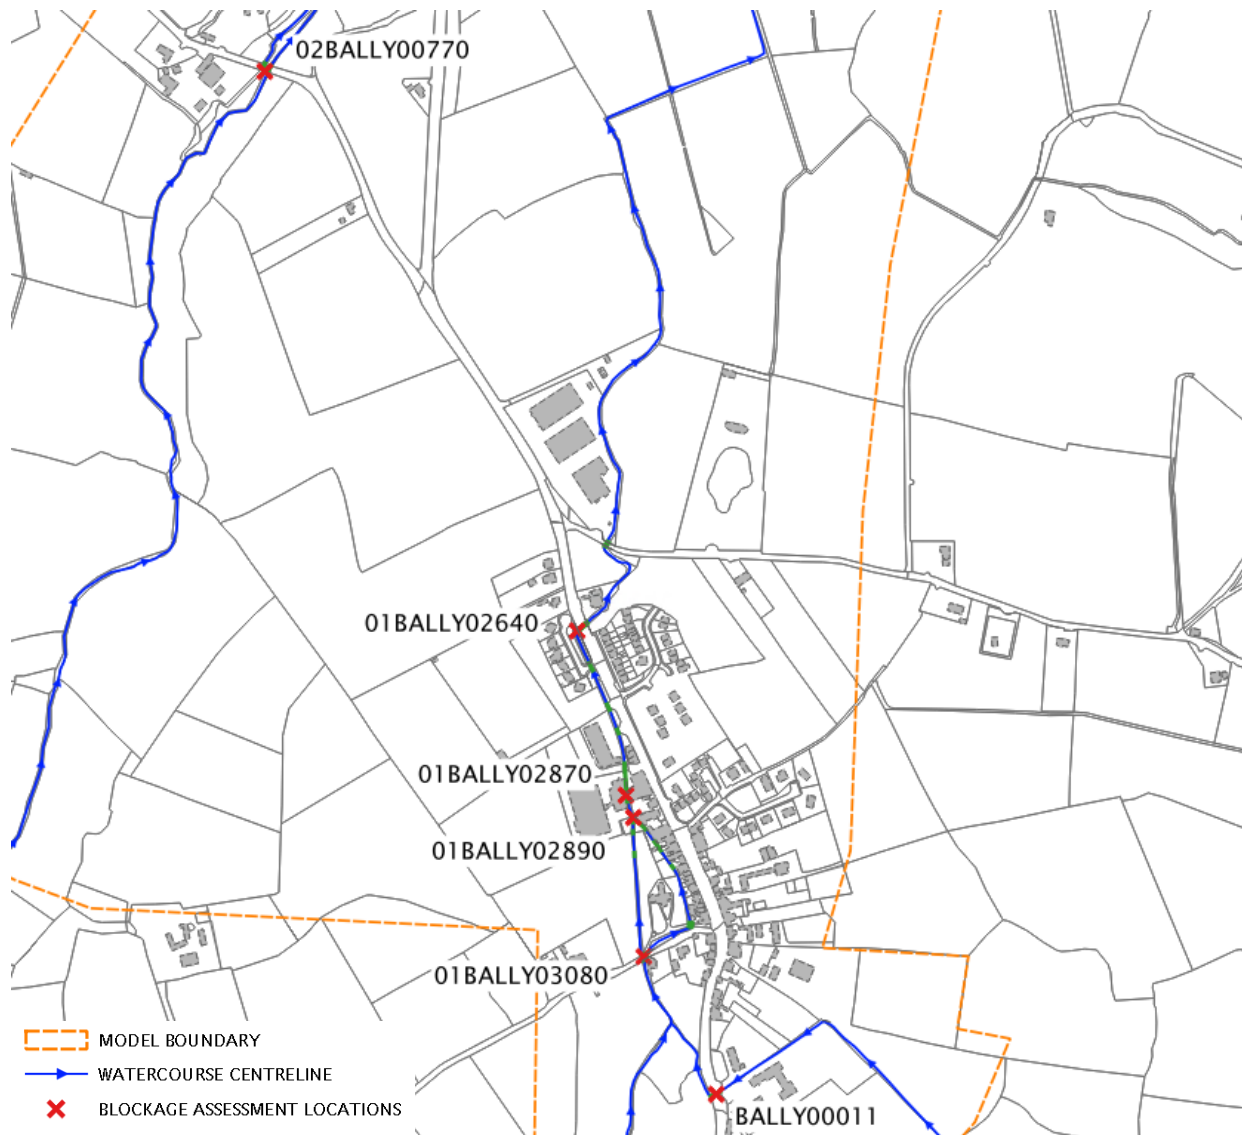 02BALLY00770
01BALLY02640
01BALLY02870
01BALLY02890
01BALLY03080
MODEL BOUNDARY
WATERCOURSE CENTRELINE
BLOCKAGE ASSESSMENT LOCATIONS
BALLY00011